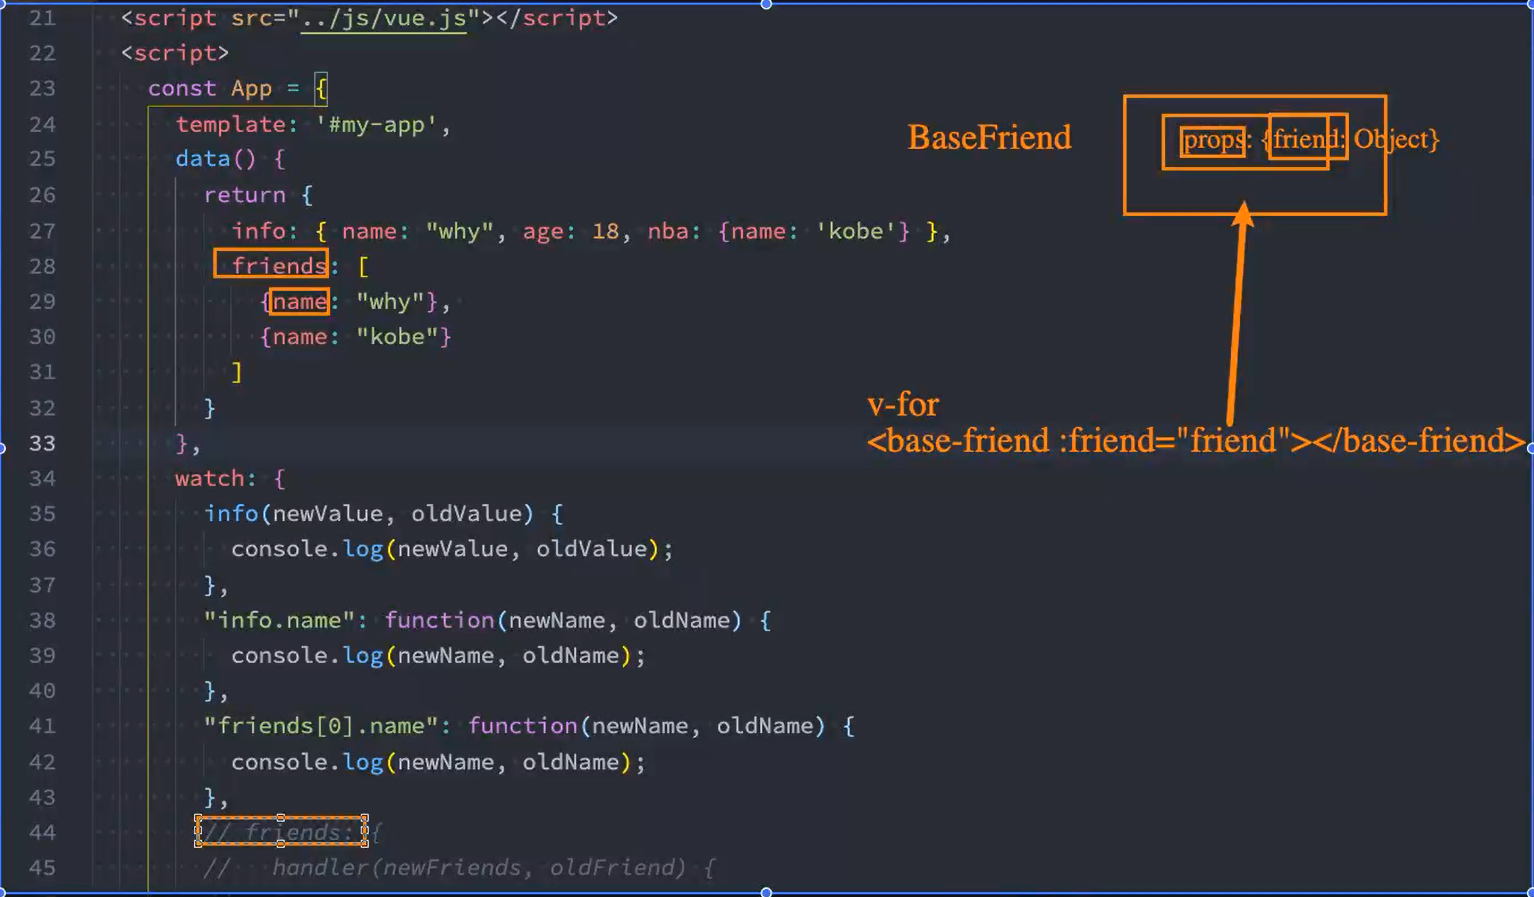 21 <script src="../js/vue.js"></script>
22 <script>
23 const App = {
24 template: '#my-app',
25 data() {
26 return {
27 info: { name: "why", age: 18, nba: {name: 'kobe'} },
28 friends: [
29 {name: "why"},
30 {name: "kobe"}
31 ]
32 }
33 },
34 watch: {
35 info(newValue, oldValue) {
36 console.log(newValue, oldValue);
37 },
38 "info.name": function(newName, oldName) {
39 console.log(newName, oldName);
40 },
41 "friends[0].name": function(newName, oldName) {
42 console.log(newName, oldName);
43 },
44 // friends: {
45 // handler(newFriends, oldFriend) {
BaseFriend
props: {friend: Object}
v-for
<base-friend :friend="friend"></base-friend>